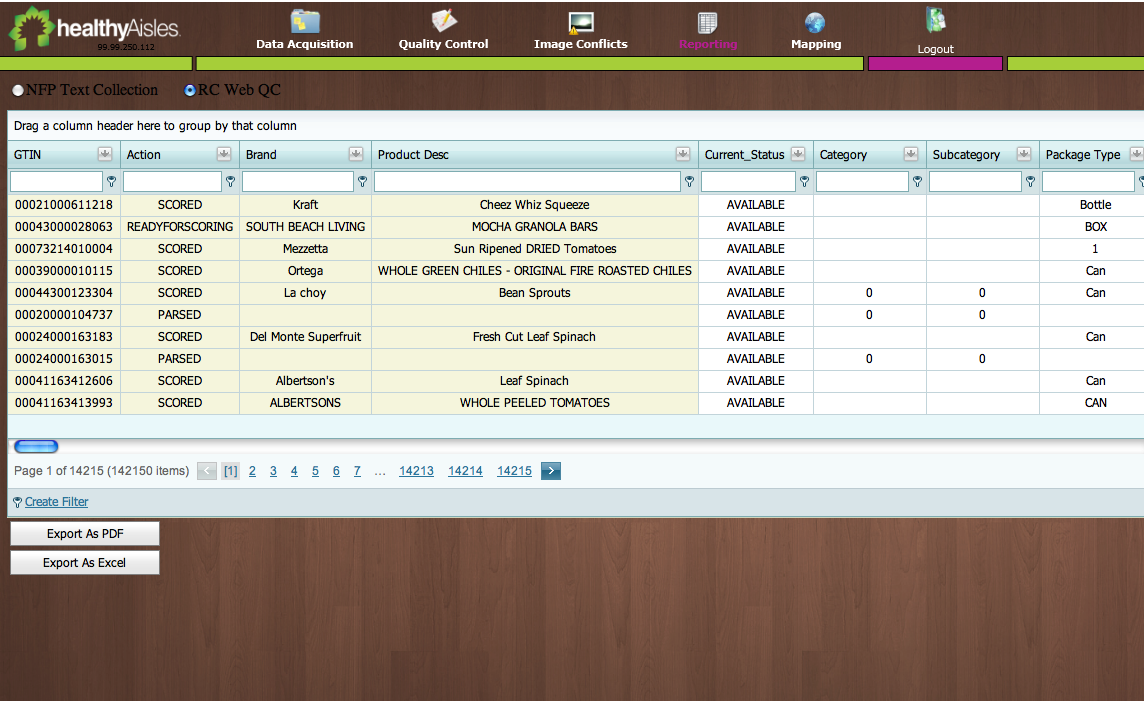 healthyAisles.
99.99.250.112
Data Acquisition Quality Control Image Conflicts Reporting Mapping Logout
NFP Text Collection RC Web QC
Drag a column header here to group by that column
GTIN Action Brand Product Desc Current_Status Category Subcategory Package Type
00021000611218 SCORED Kraft Cheez Whiz Squeeze AVAILABLE Bottle
00043000028063 READYFORSCORING SOUTH BEACH LIVING MOCHA GRANOLA BARS AVAILABLE BOX
00073214010004 SCORED Mezzetta Sun Ripened DRIED Tomatoes AVAILABLE 1
00039000010115 SCORED Ortega WHOLE GREEN CHILES - ORIGINAL FIRE ROASTED CHILES AVAILABLE Can
00044300123304 SCORED La choy Bean Sprouts AVAILABLE 0 0 Can
00020000104737 PARSED AVAILABLE 0 0
00024000163183 SCORED Del Monte Superfruit Fresh Cut Leaf Spinach AVAILABLE Can
00024000163015 PARSED AVAILABLE 0 0
00041163412606 SCORED Albertson's Leaf Spinach AVAILABLE Can
00041163413993 SCORED ALBERTSONS WHOLE PEELED TOMATOES AVAILABLE CAN
Page 1 of 14215 (142150 items) < [1] 2 3 4 5 6 7 … 14213 14214 14215 >
Create Filter
Export As PDF
Export As Excel